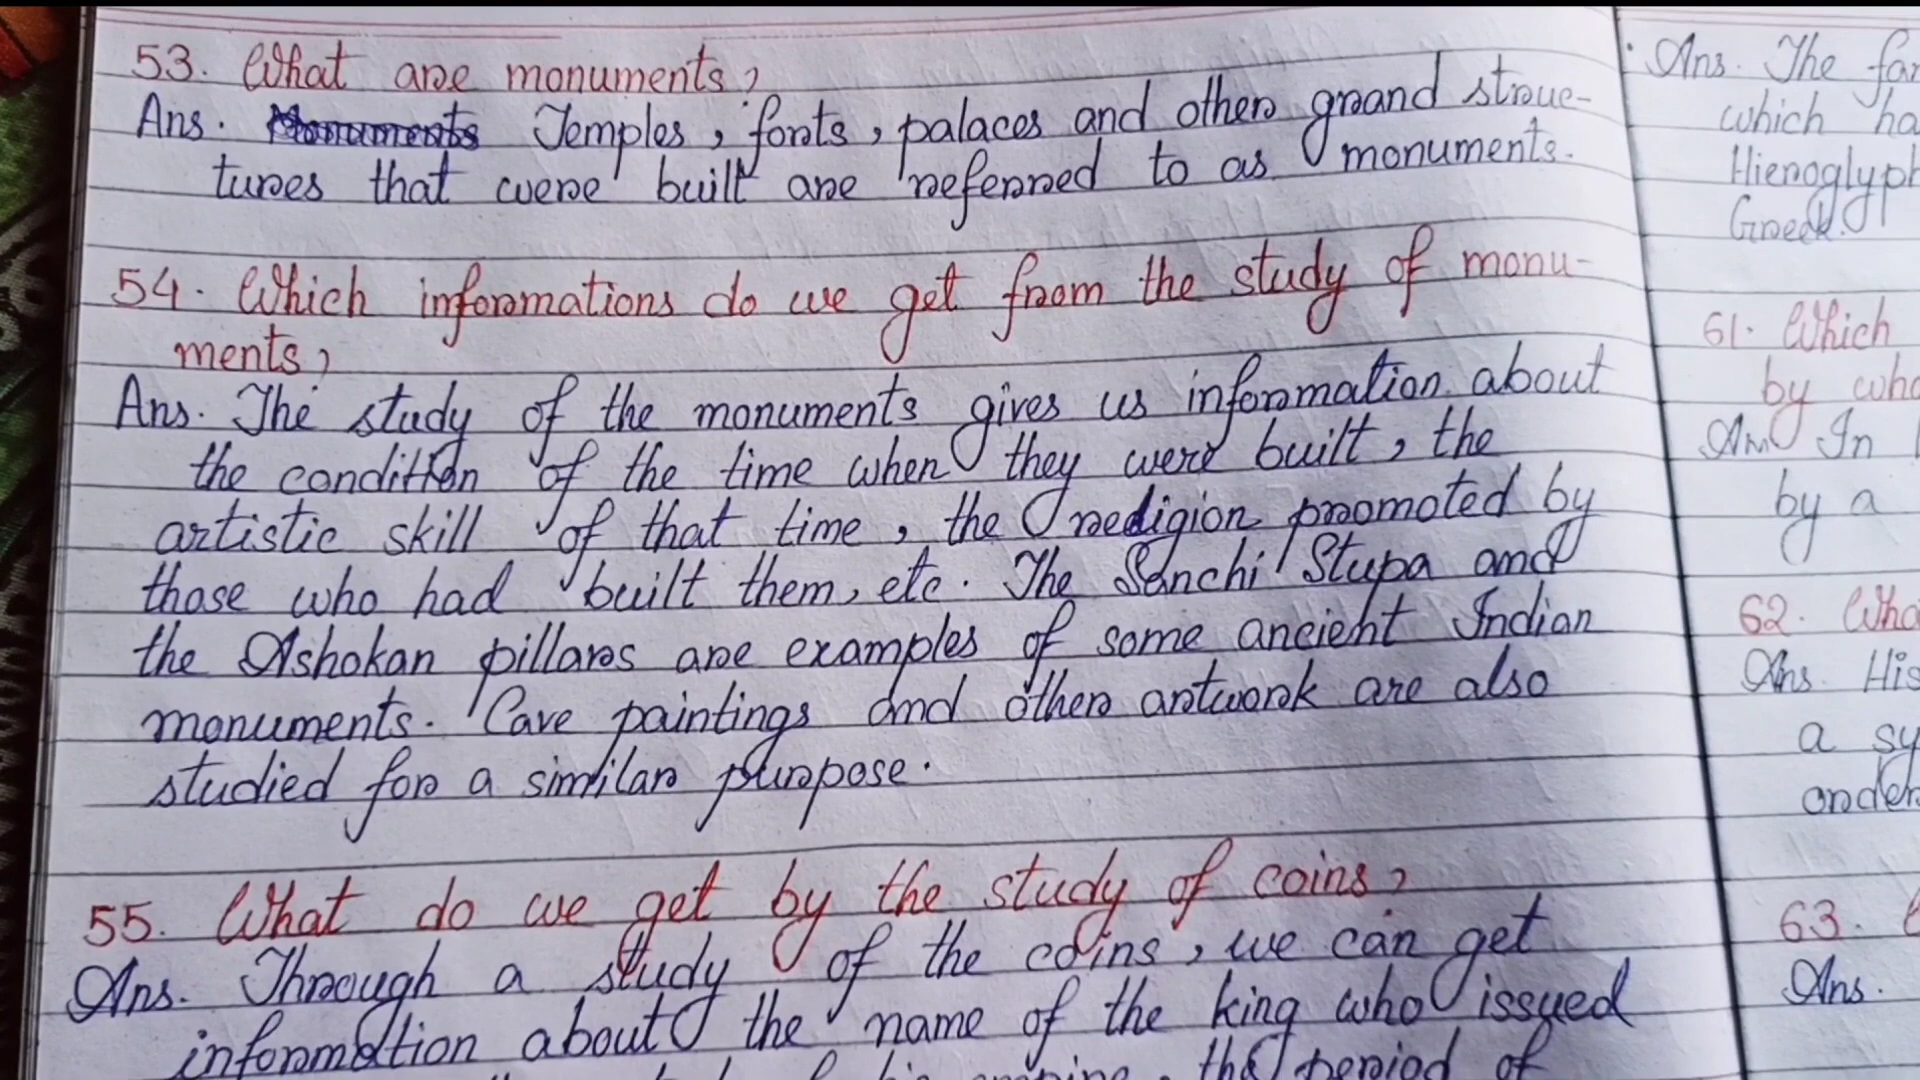 53. What are monuments?
Ans. Temples, forts, palaces and other grand struc-
tures that were built are referred to as monuments.
54. Which informations do we get from the study of monu-
ments?
Ans. The study of the monuments gives us information about
the condition of the time when they were built, the
artistic skill of that time, the religion promoted by
those who had built them, etc. The Sanchi Stupa and
the Ashokan pillars are examples of some ancient Indian
monuments. Cave paintings and other artwork are also
studied for a similar purpose.
55. What do we get by the study of coins?
Ans. Through a study of the coins, we can get
information about the name of the king who issued
the period of
Ans. The
which
Hieroglyph
Greek.
61. Which
by
Ans In
by a
62.
Ans. His
a
order
63.
Ans.